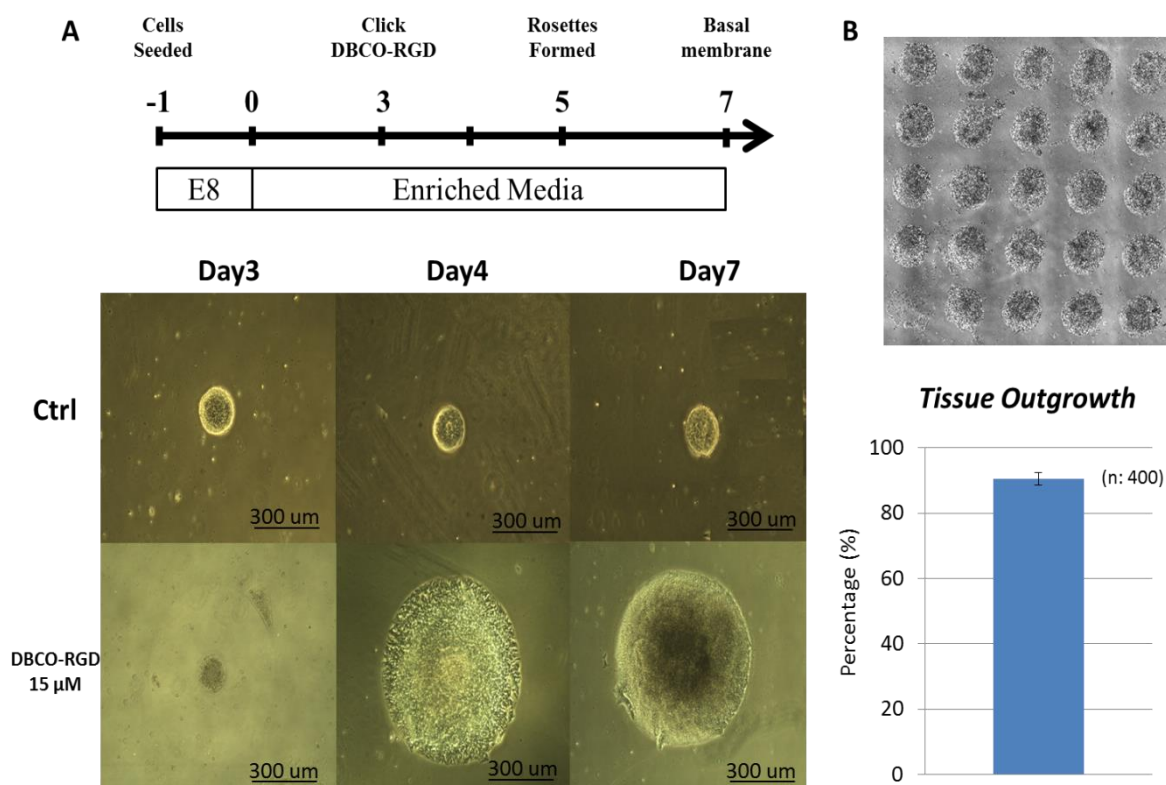 A
Cells
Seeded
Click
DBCO-RGD
Rosettes
Formed
Basal
membrane
-1 0 3 5 7
E8 Enriched Media
Day3 Day4 Day7
Ctrl
300 um 300 um 300 um
DBCO-RGD
15 µM
300 um 300 um 300 um
B
Tissue Outgrowth
Percentage (%)
100
80
60
40
20
0
(n: 400)